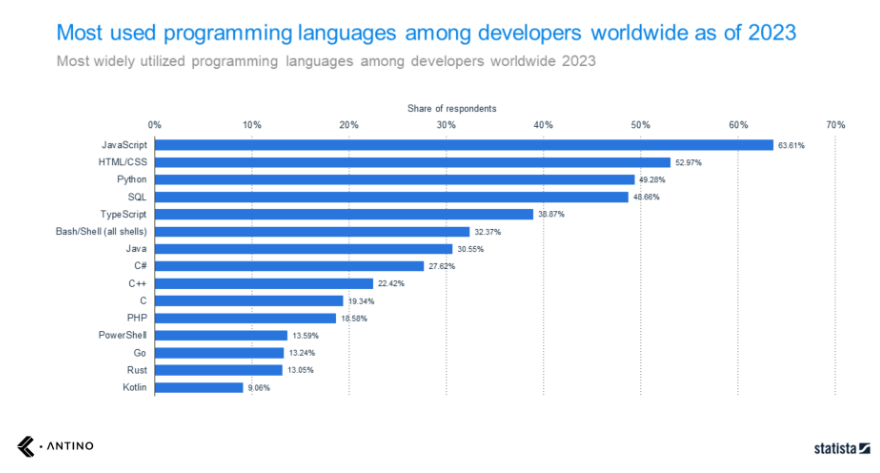 Most used programming languages among developers worldwide as of 2023
Most widely utilized programming languages among developers worldwide 2023
Share of respondents
0% 10% 20% 30% 40% 50% 60% 70%
JavaScript 63.61%
HTML/CSS 52.97%
Python 49.28%
SQL 48.66%
TypeScript 38.87%
Bash/Shell (all shells) 32.37%
Java 30.55%
C# 27.62%
C++ 22.42%
C 19.34%
PHP 18.58%
PowerShell 13.59%
Go 13.24%
Rust 13.05%
Kotlin 9.06%
· ANTINO
statista